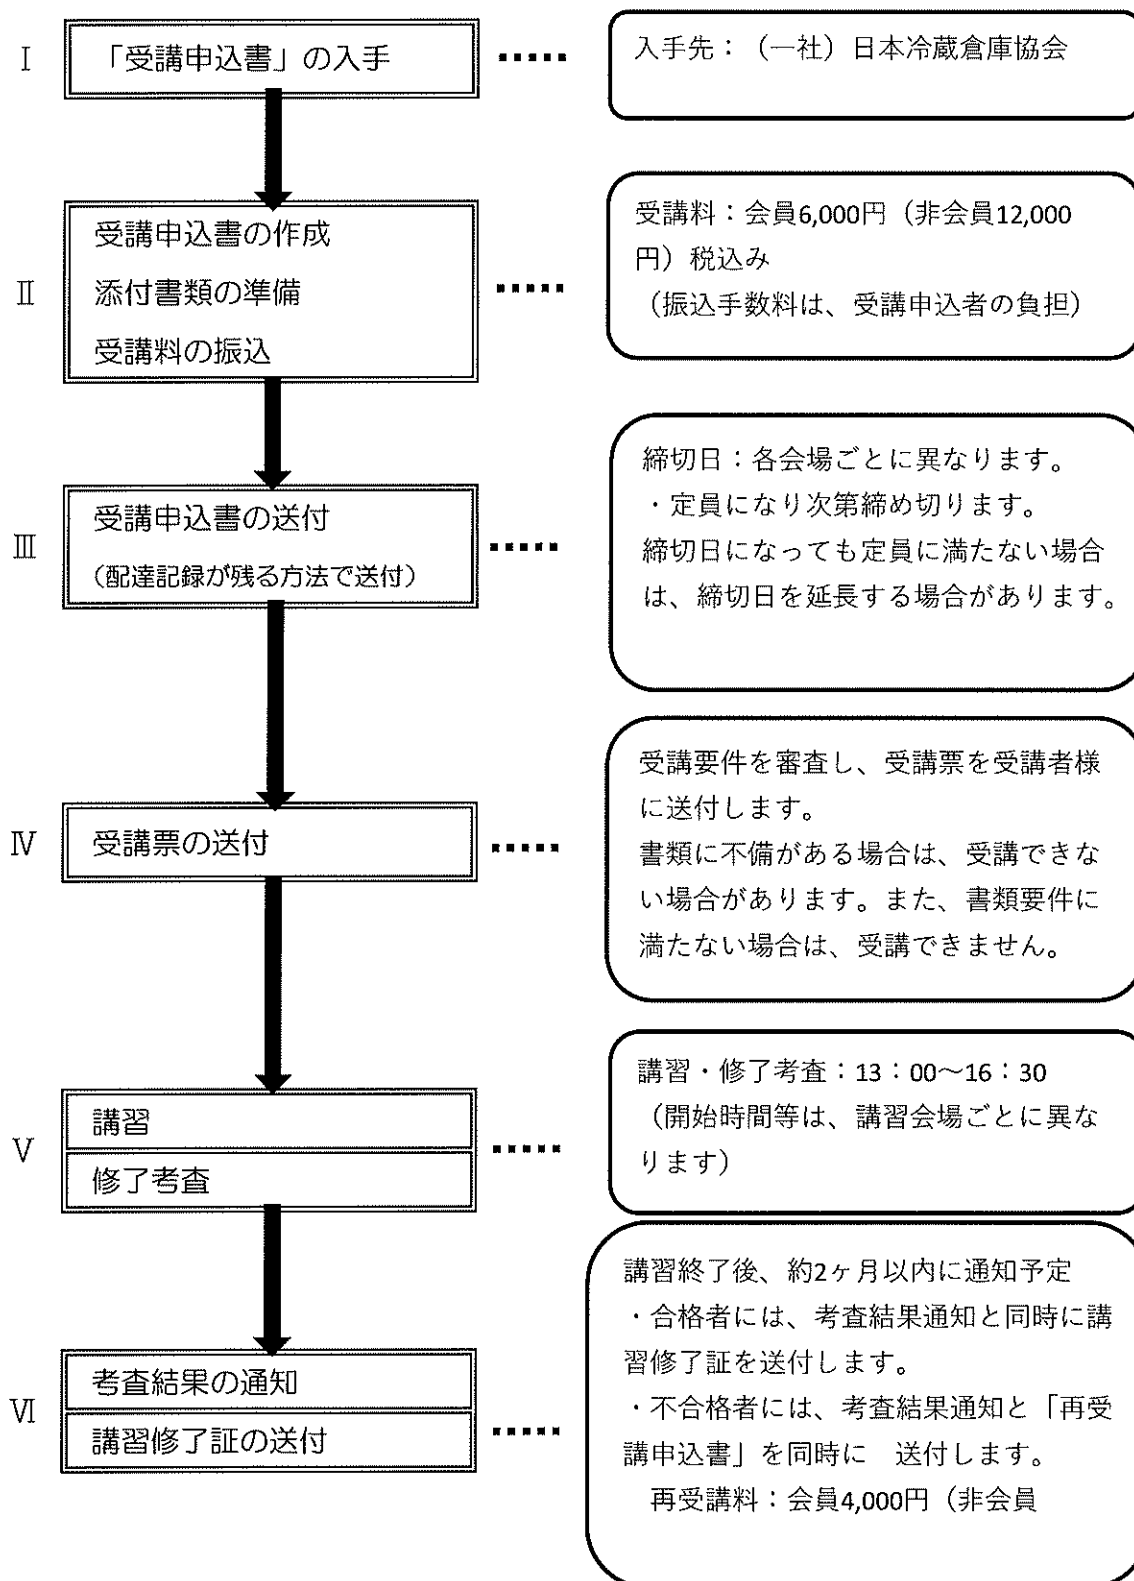 Ⅰ
「受講申込書」の入手
入手先：（一社）日本冷蔵倉庫協会
Ⅱ
受講申込書の作成
添付書類の準備
受講料の振込
受講料：会員6,000円（非会員12,000
円）税込み
（振込手数料は、受講申込者の負担）
Ⅲ
受講申込書の送付
（配達記録が残る方法で送付）
締切日：各会場ごとに異なります。
・定員になり次第締め切ります。
締切日になっても定員に満たない場合
は、締切日を延長する場合があります。
Ⅳ
受講票の送付
受講要件を審査し、受講票を受講者様
に送付します。
書類に不備がある場合は、受講できな
い場合があります。また、書類要件に
満たない場合は、受講できません。
Ⅴ
講習
修了考査
講習・修了考査：13：00～16：30
（開始時間等は、講習会場ごとに異な
ります）
Ⅵ
考査結果の通知
講習修了証の送付
講習終了後、約2ヶ月以内に通知予定
・合格者には、考査結果通知と同時に講
習修了証を送付します。
・不合格者には、考査結果通知と「再受
講申込書」を同時に　送付します。
再受講料：会員4,000円（非会員